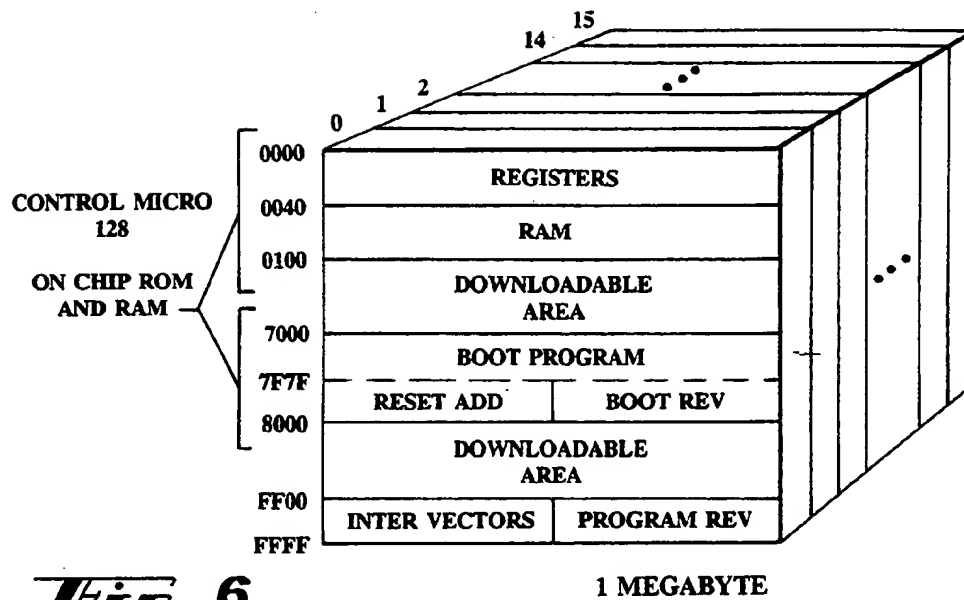 15
14
2
1
0
0000
REGISTERS
CONTROL MICRO
128
0040
RAM
0100
ON CHIP ROM
AND RAM
DOWNLOADABLE
AREA
7000
BOOT PROGRAM
7F7F
RESET ADD
BOOT REV
8000
DOWNLOADABLE
AREA
FF00
INTER VECTORS
PROGRAM REV
FFFF
Fig. 6
1 MEGABYTE